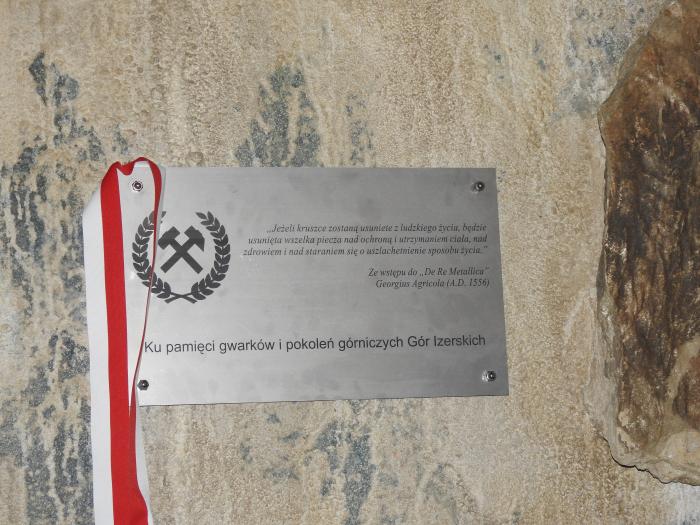 „Jeżeli kruszce zostaną usuniete z ludzkiego życia, będzie
usunięta wszelka piecza nad ochroną i utrzymaniem ciała, nad
zdrowiem i nad staraniem się o uszlachetnienie sposobu życia.”
Ze wstępu do „De Re Metallica”
Georgius Agricola (A.D. 1556)
Ku pamięci gwarków i pokoleń górniczych Gór Izerskich